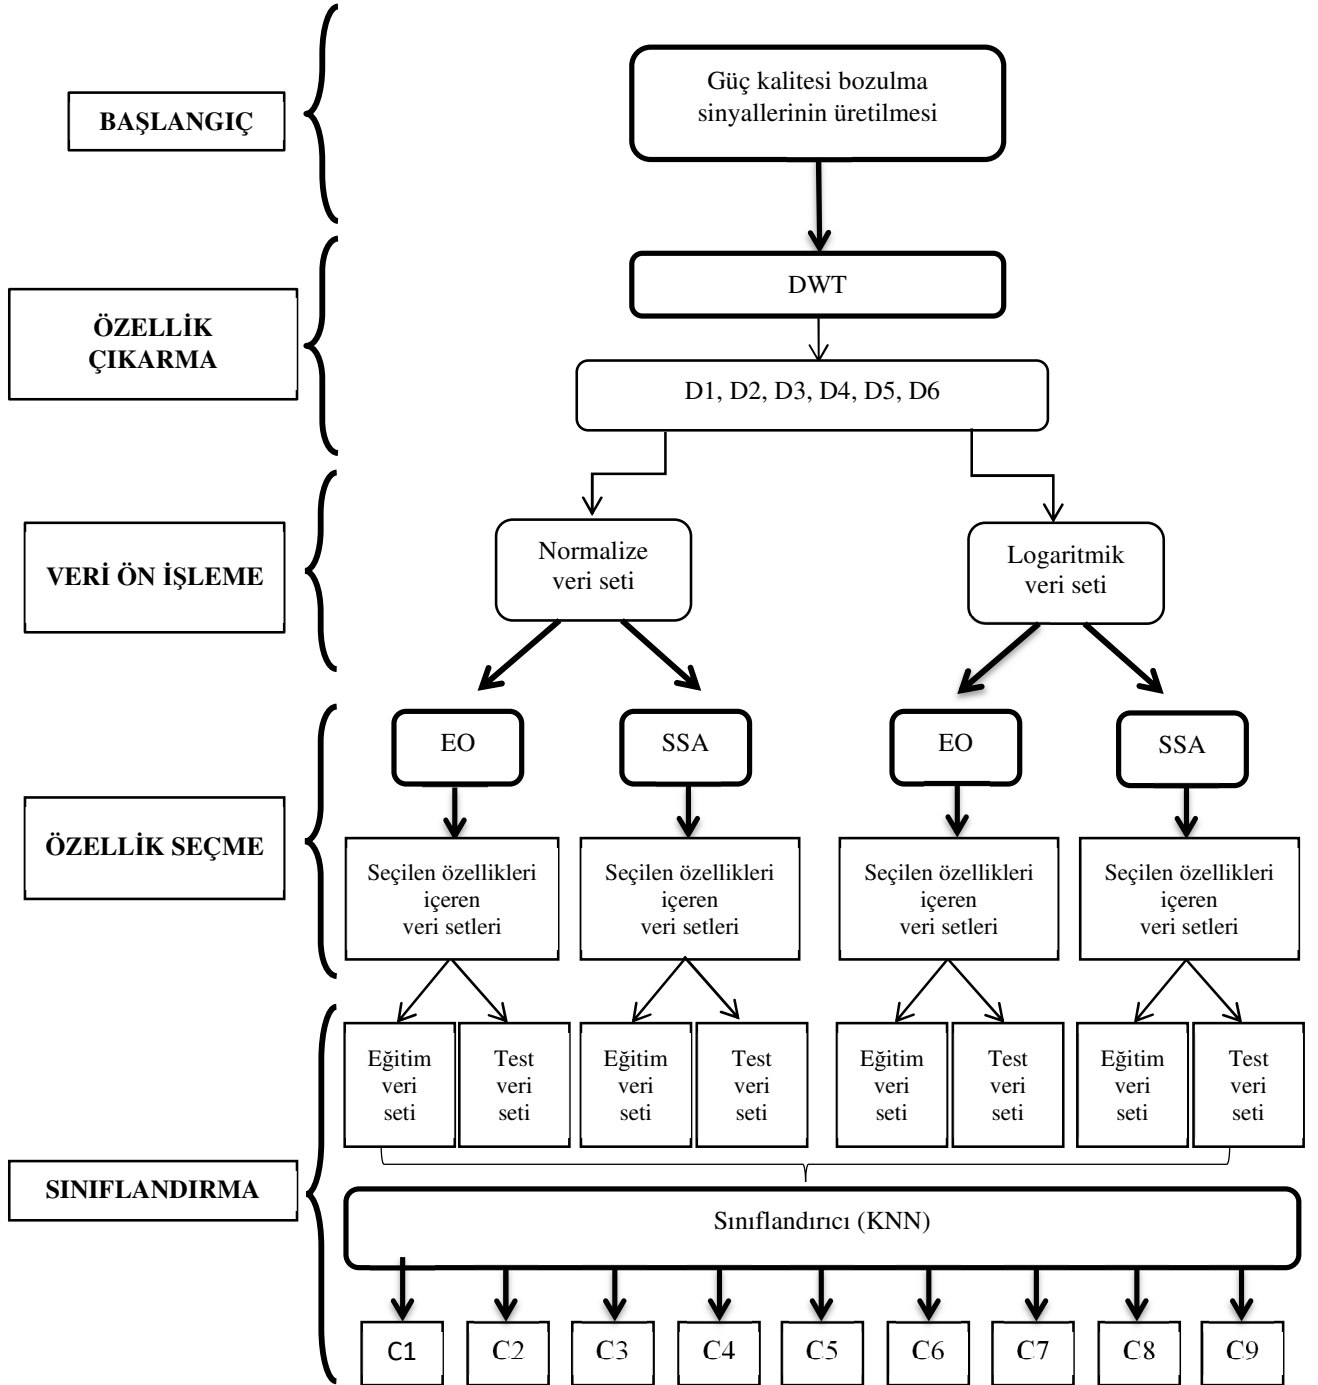 BAŞLANGIÇ
Güç kalitesi bozulma
sinyallerinin üretilmesi
ÖZELLİK
ÇIKARMA
DWT
D1, D2, D3, D4, D5, D6
VERİ ÖN İŞLEME
Normalize
veri seti
Logaritmik
veri seti
ÖZELLİK SEÇME
EO
SSA
EO
SSA
Seçilen özellikleri
içeren
veri setleri
Seçilen özellikleri
içeren
veri setleri
Seçilen özellikleri
içeren
veri setleri
Seçilen özellikleri
içeren
veri setleri
SINIFLANDIRMA
Eğitim
veri
seti
Test
veri
seti
Eğitim
veri
seti
Test
veri
seti
Eğitim
veri
seti
Test
veri
seti
Eğitim
veri
seti
Test
veri
seti
Sınıflandırıcı (KNN)
C1
C2
C3
C4
C5
C6
C7
C8
C9